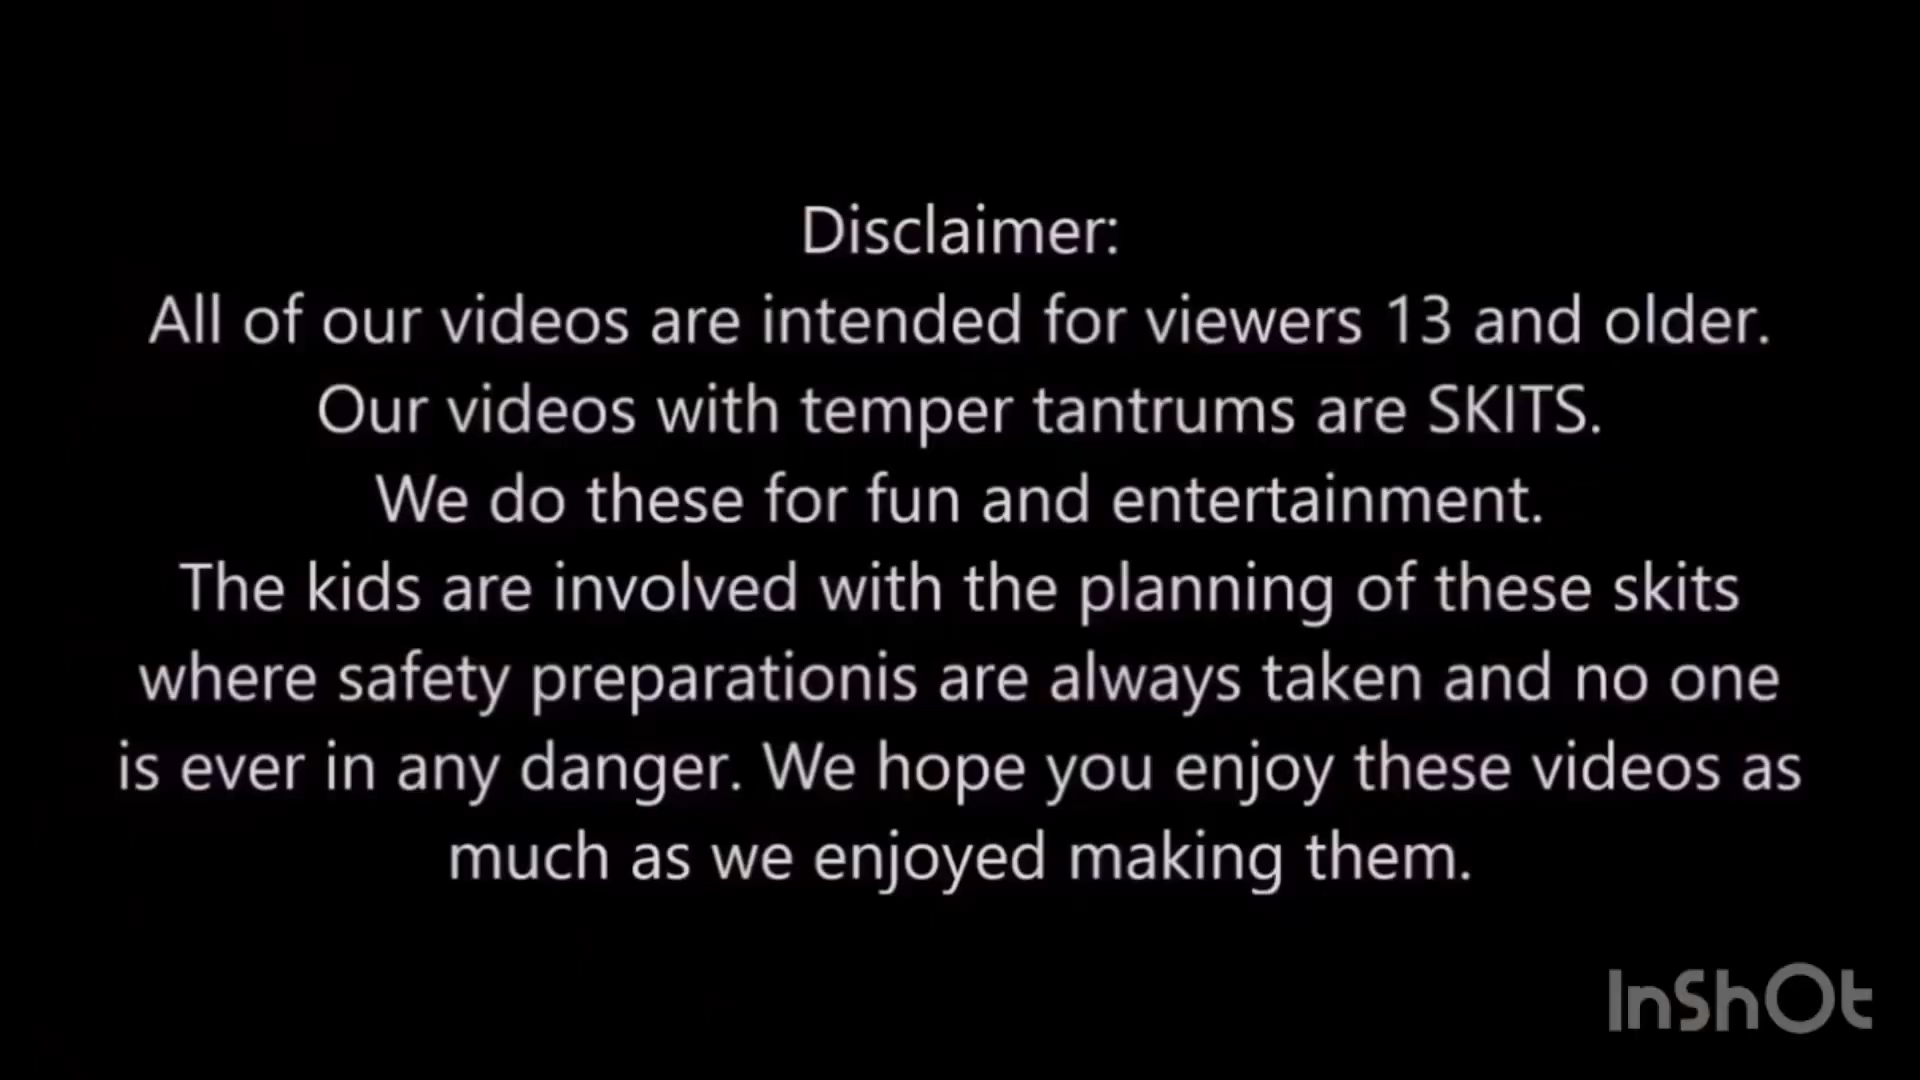 Disclaimer:
All of our videos are intended for viewers 13 and older.
Our videos with temper tantrums are SKITS.
We do these for fun and entertainment.
The kids are involved with the planning of these skits
where safety preparationis are always taken and no one
is ever in any danger. We hope you enjoy these videos as
much as we enjoyed making them.
InShOt